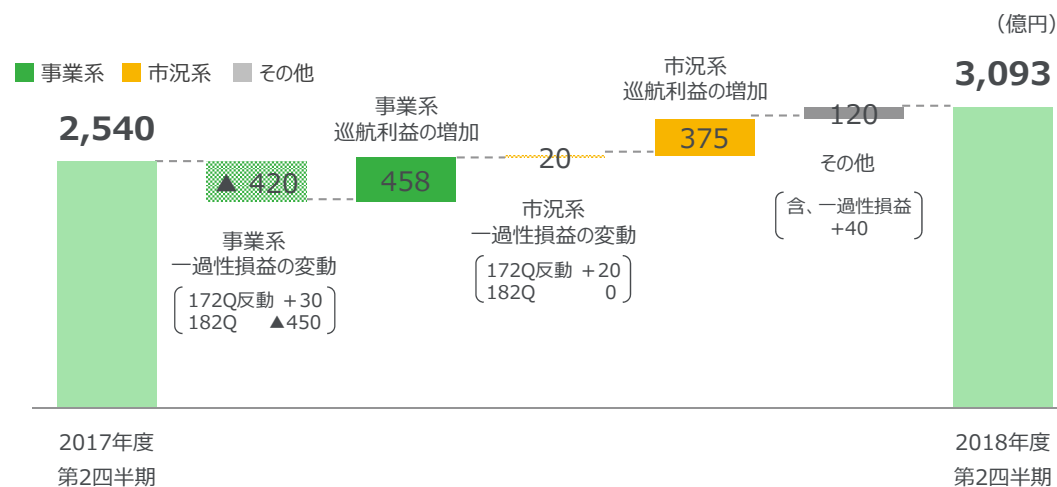 （億円）
事業系 市況系 その他
2,540
▲ 420
事業系
一過性損益の変動
172Q反動 ＋30
182Q ▲450
事業系
巡航利益の増加
458
20
市況系
一過性損益の変動
172Q反動 ＋20
182Q 0
市況系
巡航利益の増加
375
120
その他
含、一過性損益
+40
3,093
2017年度
第2四半期
2018年度
第2四半期